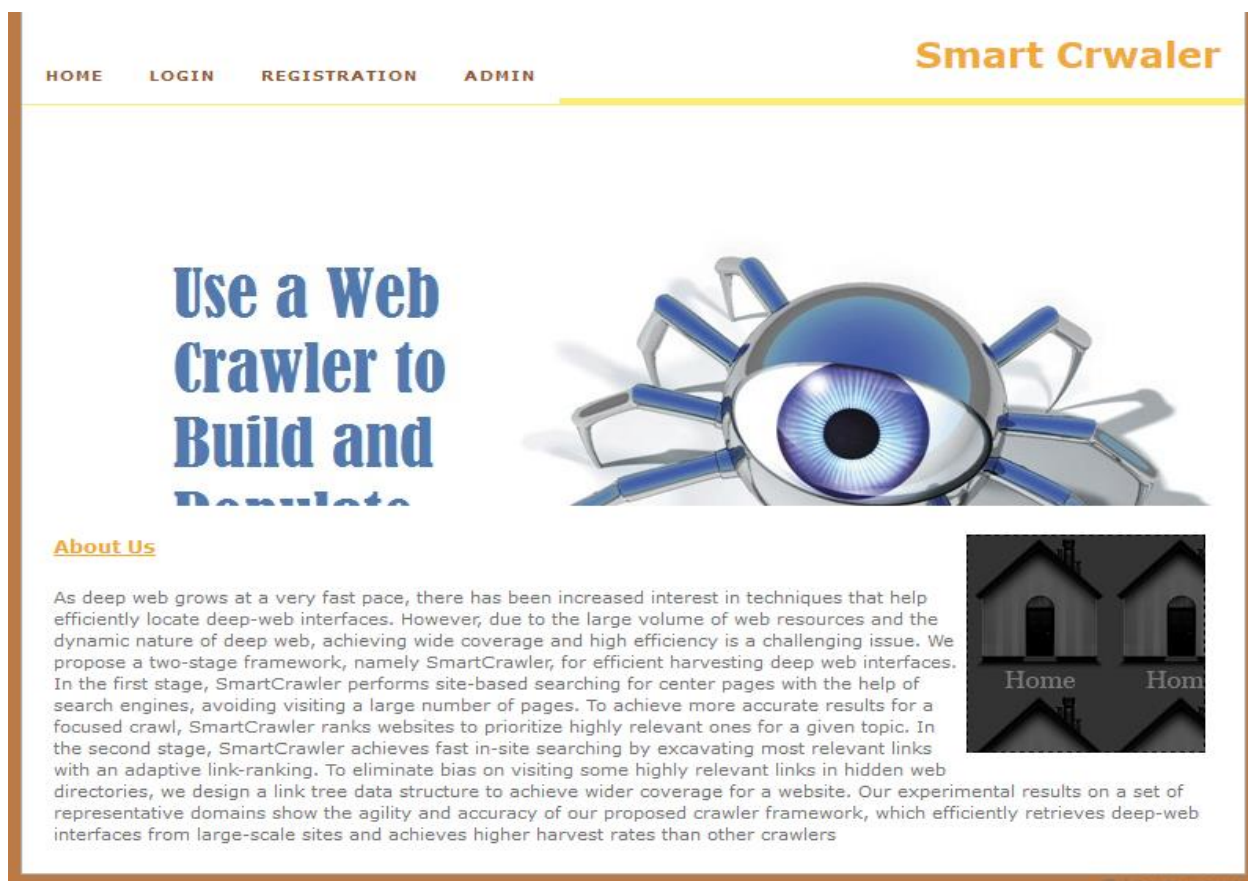 Smart Crwaler
HOME LOGIN REGISTRATION ADMIN
Use a Web
Crawler to
Build and
About Us
As deep web grows at a very fast pace, there has been increased interest in techniques that help
efficiently locate deep-web interfaces. However, due to the large volume of web resources and the
dynamic nature of deep web, achieving wide coverage and high efficiency is a challenging issue. We
propose a two-stage framework, namely SmartCrawler, for efficient harvesting deep web interfaces.
In the first stage, SmartCrawler performs site-based searching for center pages with the help of
search engines, avoiding visiting a large number of pages. To achieve more accurate results for a
focused crawl, SmartCrawler ranks websites to prioritize highly relevant ones for a given topic. In
the second stage, SmartCrawler achieves fast in-site searching by excavating most relevant links
with an adaptive link-ranking. To eliminate bias on visiting some highly relevant links in hidden web
directories, we design a link tree data structure to achieve wider coverage for a website. Our experimental results on a set of
representative domains show the agility and accuracy of our proposed crawler framework, which efficiently retrieves deep-web
interfaces from large-scale sites and achieves higher harvest rates than other crawlers
Home Hom